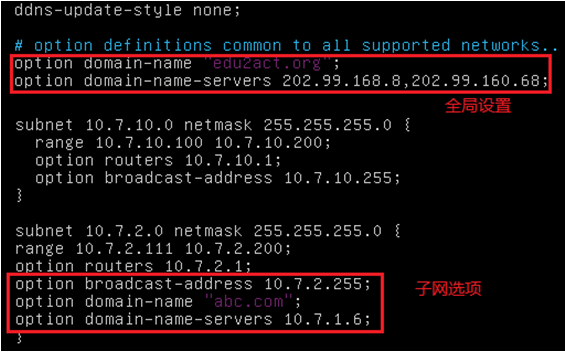 ddns-update-style none;
# option definitions common to all supported networks..
option domain-name "edu2act.org";
option domain-name-servers 202.99.168.8,202.99.160.68;
全局设置
subnet 10.7.10.0 netmask 255.255.255.0 {
range 10.7.10.100 10.7.10.200;
option routers 10.7.10.1;
option broadcast-address 10.7.10.255;
}
subnet 10.7.2.0 netmask 255.255.255.0 {
range 10.7.2.111 10.7.2.200;
option routers 10.7.2.1;
option broadcast-address 10.7.2.255;
option domain-name "abc.com";
子网选项
option domain-name-servers 10.7.1.6;
}